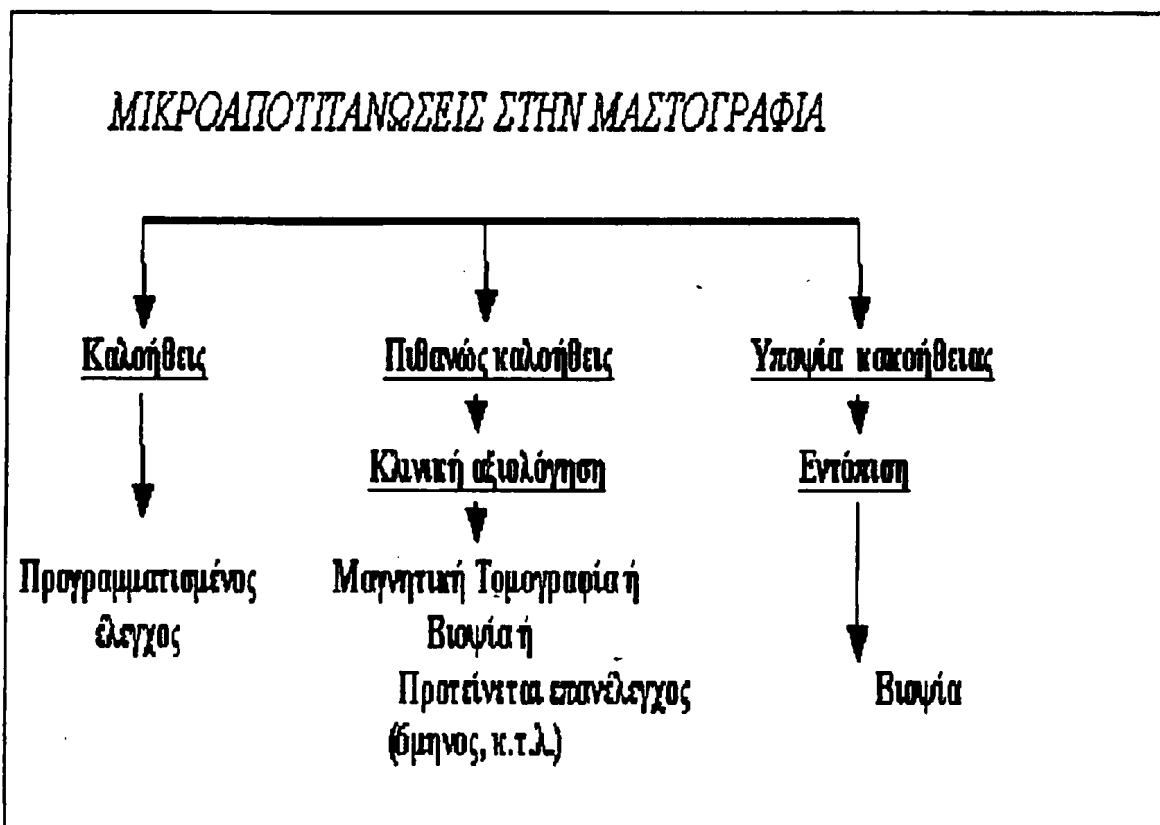 ΜΙΚΡΟΑΠΟΤΙΤΑΝΩΣΕΙΣ ΣΤΗΝ ΜΑΣΤΟΓΡΑΦΙΑ
Καλοήθεις
Προγραμματισμένος
έλεγχος
Πιθανώς καλοήθεις
Κλινική αξιολόγηση
Μαγνητική Τομογραφία ή
Βιοψία ή
Προτείνεται επανέλεγχος
(6μηνος, κ.τ.λ.)
Υποψία κακοήθειας
Εντόπιση
Βιοψία